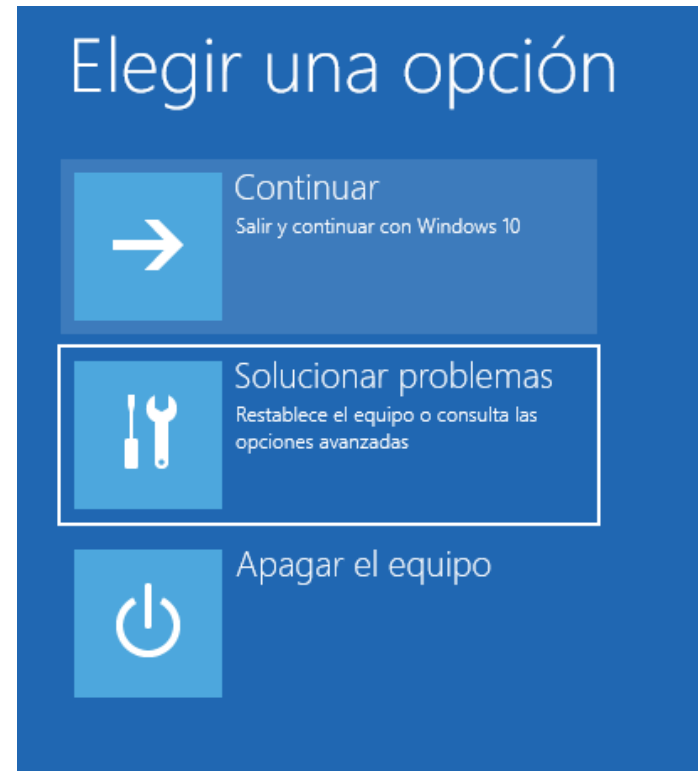 Elegir una opción
Continuar
Salir y continuar con Windows 10
Solucionar problemas
Restablece el equipo o consulta las
opciones avanzadas
Apagar el equipo